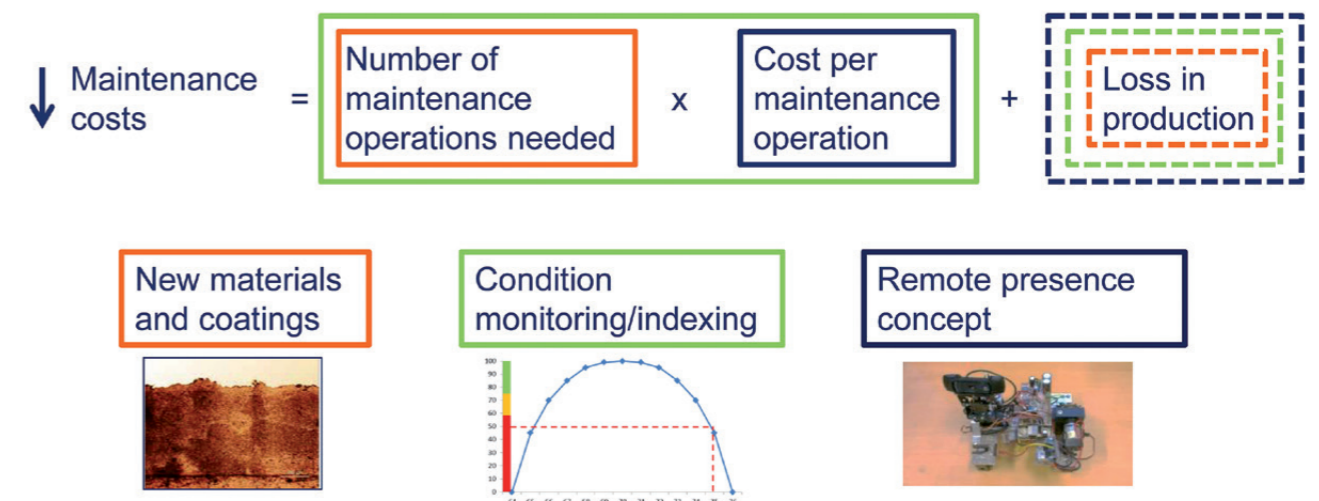 ↓ Maintenance costs = Number of maintenance operations needed x Cost per maintenance operation + Loss in production
New materials
and coatings
Condition
monitoring/indexing
Remote presence
concept
100
90
80
70
60
50
40
30
20
10
0